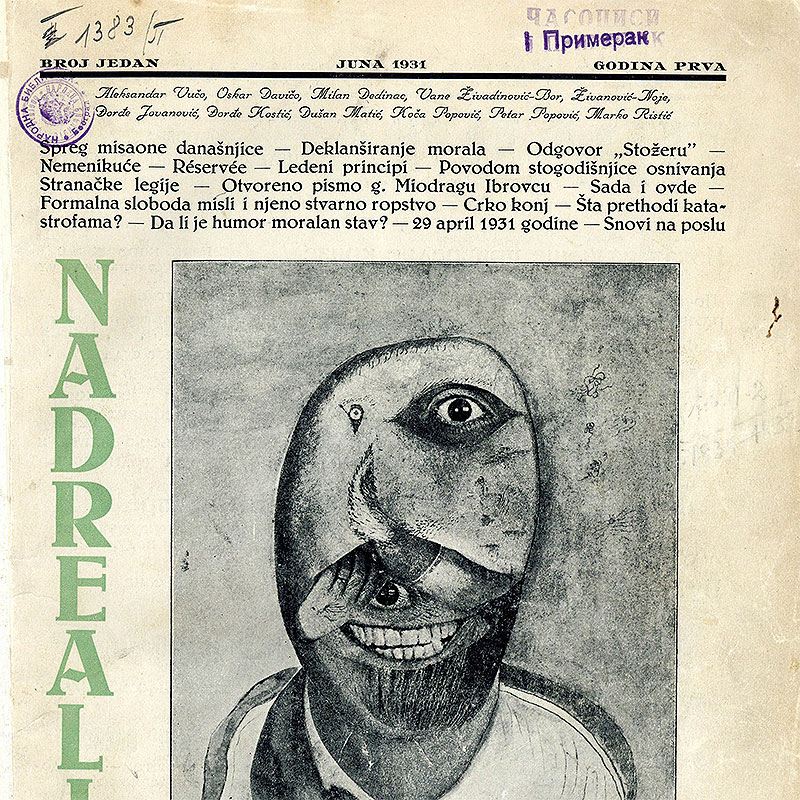 1383/II
ЧАСОПИСИ
I Примерак
BROJ JEDAN JUNA 1931 GODINA PRVA
Aleksandar Vučo, Oskar Davičo, Milan Dedinac, Vane Živadinović-Bor, Živanović-Noje,
Đorđe Jovanović, Đorđe Kostić, Dušan Matić, Koča Popović, Petar Popović, Marko Ristić
Spreg misaone današnjice — Deklanširanje morala — Odgovor „Stožeru” —
Nemenikuće — Réservée — Ledeni principi — Povodom stogodišnjice osnivanja
Stranačke legije — Otvoreno pismo g. Miodragu Ibrovcu — Sada i ovde —
Formalna sloboda misli i njeno stvarno ropstvo — Crko konj — Šta prethodi kata-
strofama? — Da li je humor moralan stav? — 29 april 1931 godine — Snovi na poslu
NADREALI